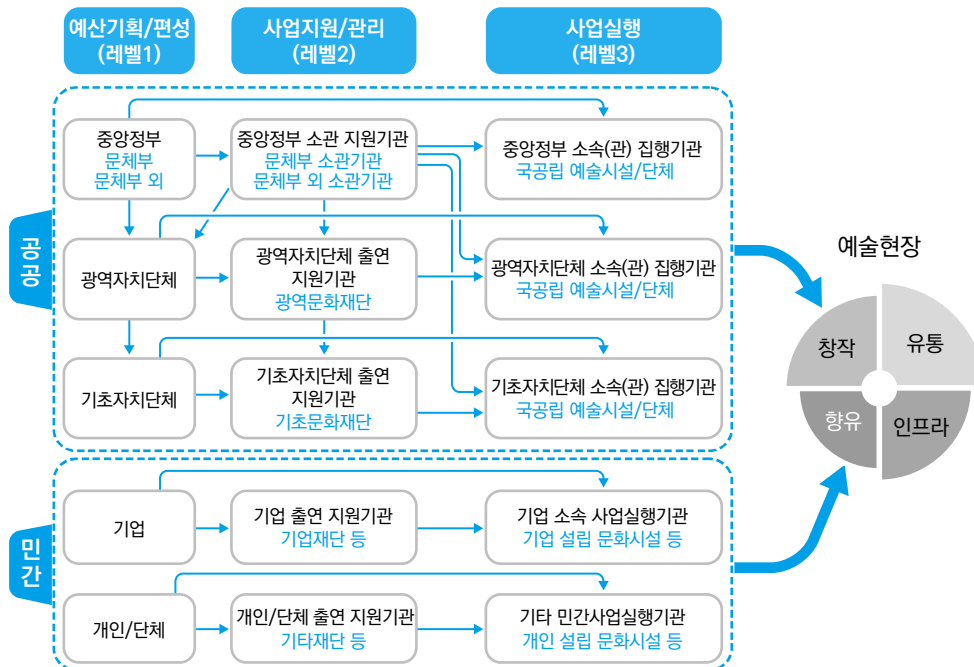 예산기획/편성
(레벨1)
사업지원/관리
(레벨2)
사업실행
(레벨3)
공공
중앙정부
문체부
문체부 외
중앙정부 소관 지원기관
문체부 소관기관
문체부 외 소관기관
중앙정부 소속(관) 집행기관
국공립 예술시설/단체
광역자치단체
광역자치단체 출연
지원기관
광역문화재단
광역자치단체 소속(관) 집행기관
국공립 예술시설/단체
기초자치단체
기초자치단체 출연
지원기관
기초문화재단
기초자치단체 소속(관) 집행기관
국공립 예술시설/단체
민간
기업
기업 출연 지원기관
기업재단 등
기업 소속 사업실행기관
기업 설립 문화시설 등
개인/단체
개인/단체 출연 지원기관
기타재단 등
기타 민간사업실행기관
개인 설립 문화시설 등
예술현장
창작
유통
향유
인프라